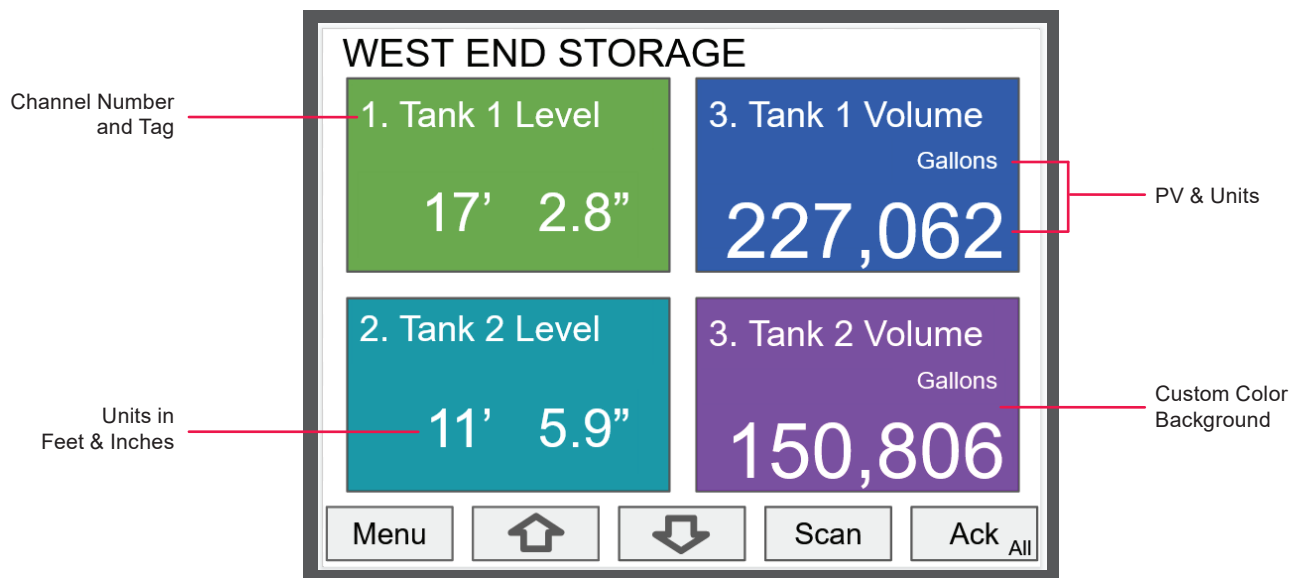 WEST END STORAGE
Channel Number
and Tag
1. Tank 1 Level
17’ 2.8”
3. Tank 1 Volume
Gallons
227,062
PV & Units
2. Tank 2 Level
11’ 5.9”
Units in
Feet & Inches
3. Tank 2 Volume
Gallons
150,806
Custom Color
Background
Menu
Scan
Ack All